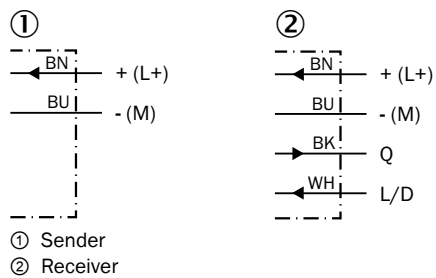 ① ②
BN + (L+) BN + (L+)
BU - (M) BU - (M)
BK Q
WH L/D
① Sender
② Receiver